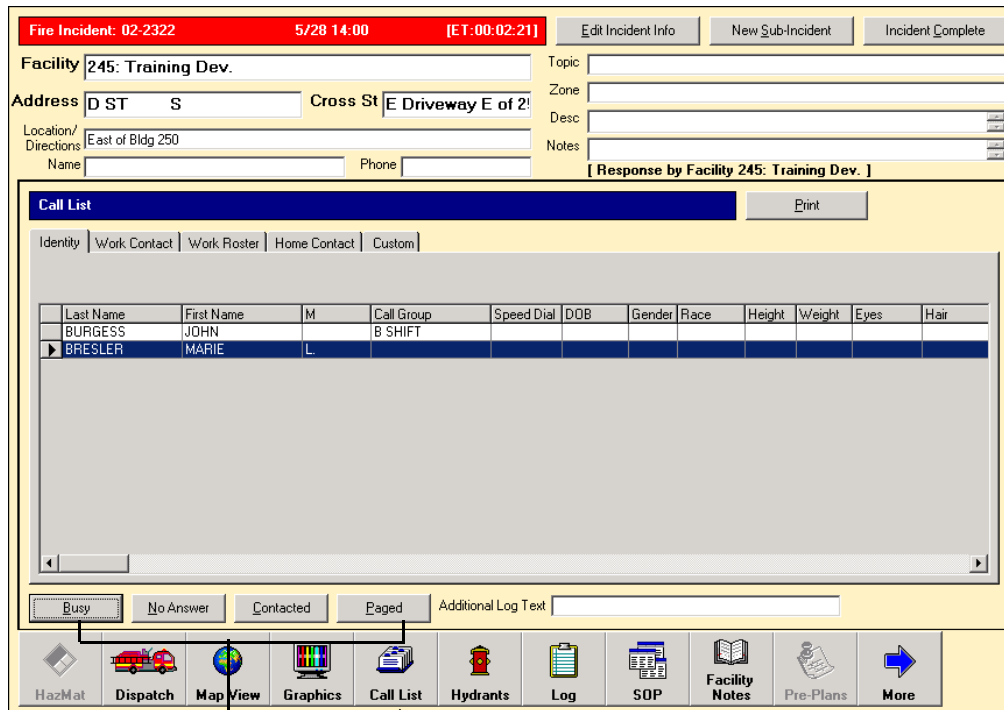 Fire Incident: 02-2322 5/28 14:00 [ET:00:02:21] Edit Incident Info New Sub-Incident Incident Complete
Facility 245: Training Dev. Topic
Zone
Address D ST S Cross St E Driveway E of 2
Desc
Location/
Directions East of Bldg 250
Notes
Name Phone
[ Response by Facility 245: Training Dev. ]
Call List Print
Identity Work Contact Work Roster Home Contact Custom
Last Name First Name M Call Group Speed Dial DOB Gender Race Height Weight Eyes Hair
BURGESS JOHN B SHIFT
BRESLER MARIE L.
Busy No Answer Contacted Paged Additional Log Text
HazMat Dispatch Map View Graphics Call List Hydrants Log SOP Facility Notes Pre-Plans More